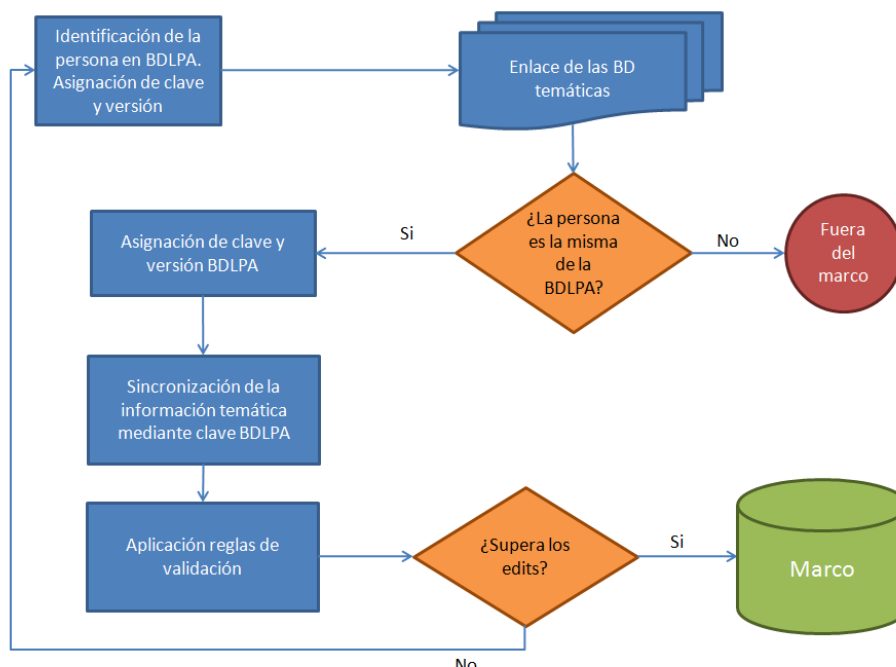 Identificación de la
persona en BDLPA.
Asignación de clave
y versión
Enlace de las BD
temáticas
¿La persona
es la misma
de la
BDLPA?
Si
No
Fuera
del
marco
Asignación de clave y
versión BDLPA
Sincronización de la
información temática
mediante clave BDLPA
Aplicación reglas de
validación
¿Supera los
edits?
Si
Marco
No